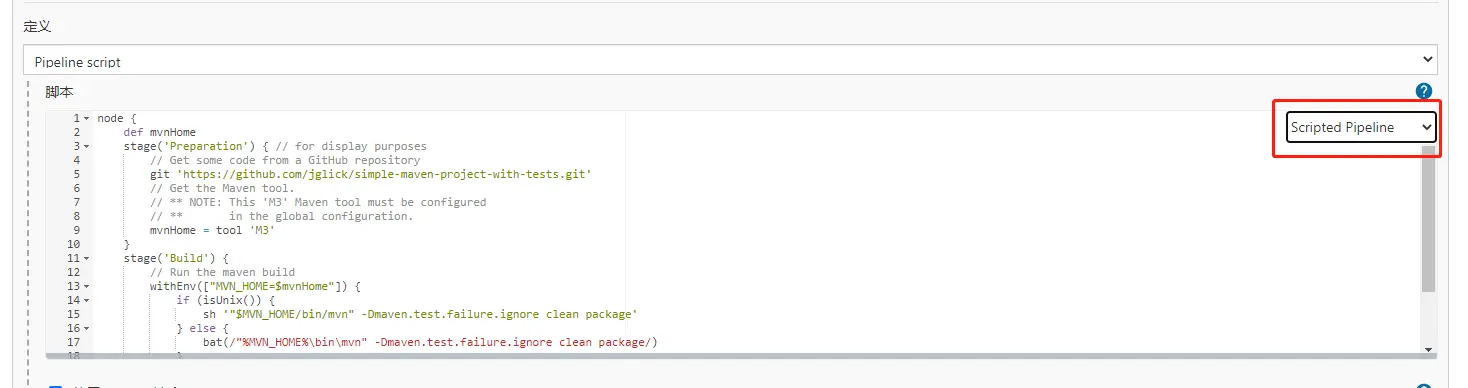 定义
Pipeline script
脚本
Scripted Pipeline
1 node {
2     def mvnHome
3     stage('Preparation') { // for display purposes
4         // Get some code from a GitHub repository
5         git 'https://github.com/jglick/simple-maven-project-with-tests.git'
6         // Get the Maven tool.
7         // ** NOTE: This 'M3' Maven tool must be configured
8         // **       in the global configuration.
9         mvnHome = tool 'M3'
10     }
11     stage('Build') {
12         // Run the maven build
13         withEnv(["MVN_HOME=$mvnHome"]) {
14             if (isUnix()) {
15                 sh '"$MVN_HOME/bin/mvn" -Dmaven.test.failure.ignore clean package'
16             } else {
17                 bat(/"%MVN_HOME%\bin\mvn" -Dmaven.test.failure.ignore clean package/)
18             }